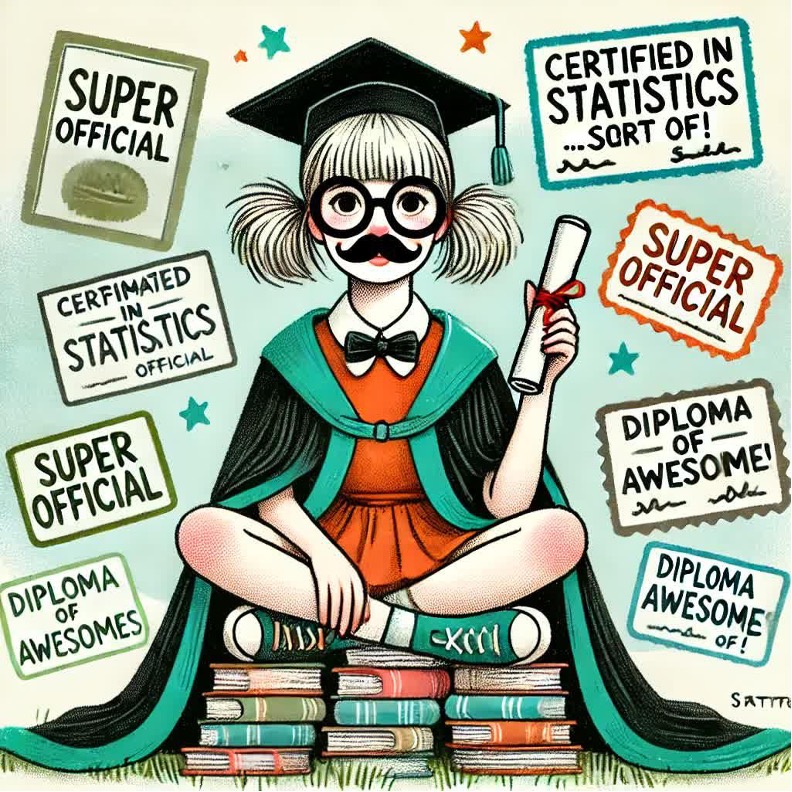 SUPER
OFFICIAL
CERTIFIED IN
STATISTICS
...SORT OF!
SUPER
OFFICIAL
CERFIMATED
IN
STATISTICS
OFFICIAL
DIPLOMA
OF
AWESOME!
SUPER
OFFICIAL
DIPLOMA
OF
AWESOMES
DIPLOMA
AWESOME
OF!